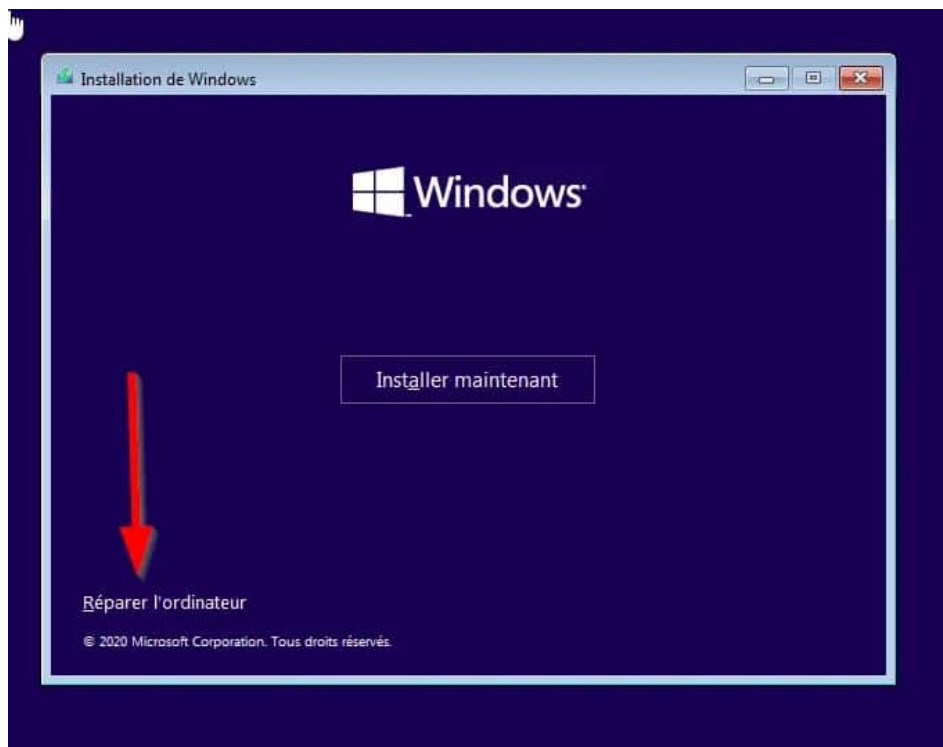 Installation de Windows
Windows
Installer maintenant
Réparer l'ordinateur
© 2020 Microsoft Corporation. Tous droits réservés.